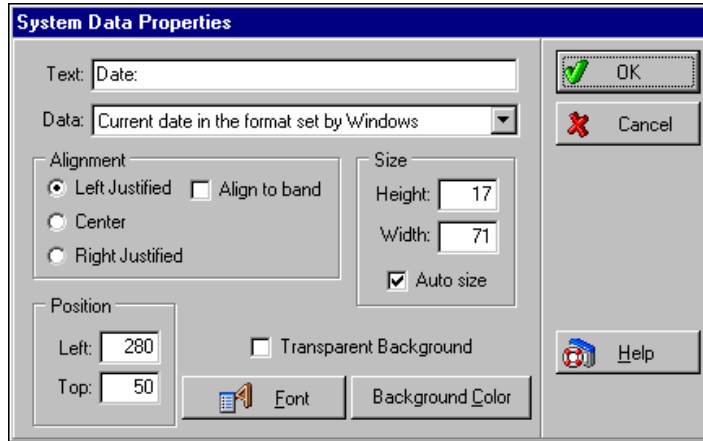 System Data Properties
Text: Date:
Data: Current date in the format set by Windows
Alignment
Left Justified Align to band
Center
Right Justified
Size
Height: 17
Width: 71
Auto size
Position
Left: 280
Top: 50
Transparent Background
Font
Background Color
OK
Cancel
Help